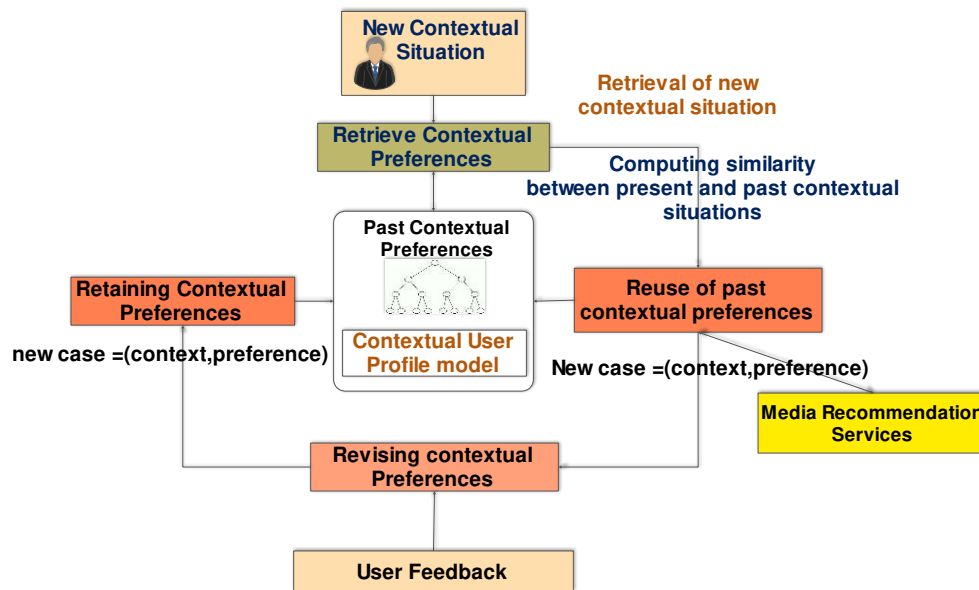 New Contextual
Situation
Retrieval of new
contextual situation
Retrieve Contextual
Preferences
Computing similarity
between present and past contextual
situations
Past Contextual
Preferences
Contextual User
Profile model
Retaining Contextual
Preferences
Reuse of past
contextual preferences
new case =(context,preference)
New case =(context,preference)
Media Recommendation
Services
Revising contextual
Preferences
User Feedback